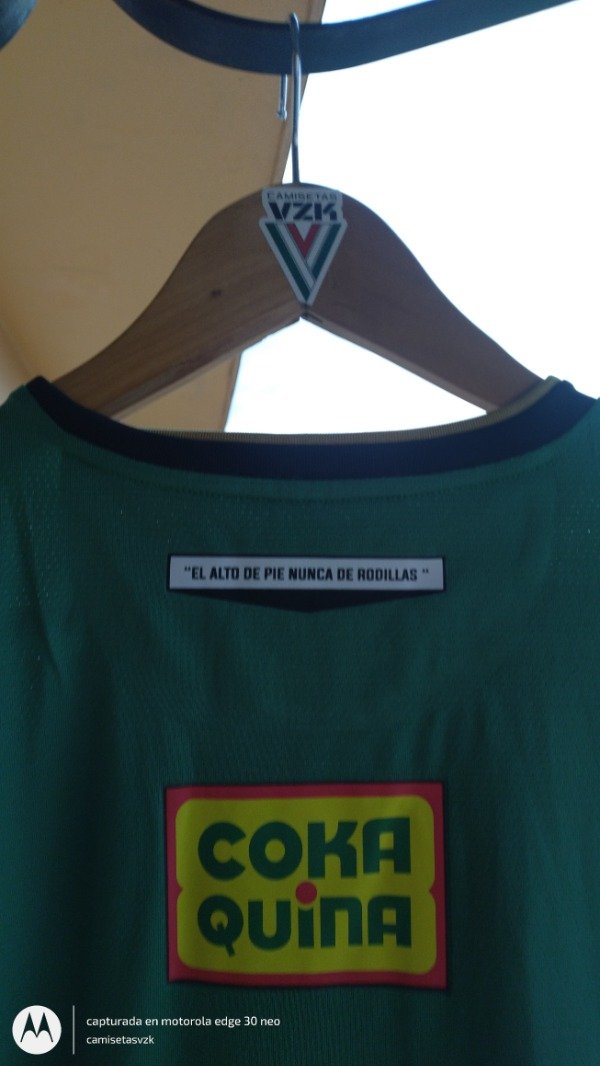 CAMISETAS
VZK
"EL ALTO DE PIE NUNCA DE RODILLAS "
COKA
QUINA
capturada en motorola edge 30 neo
camisetasvzk